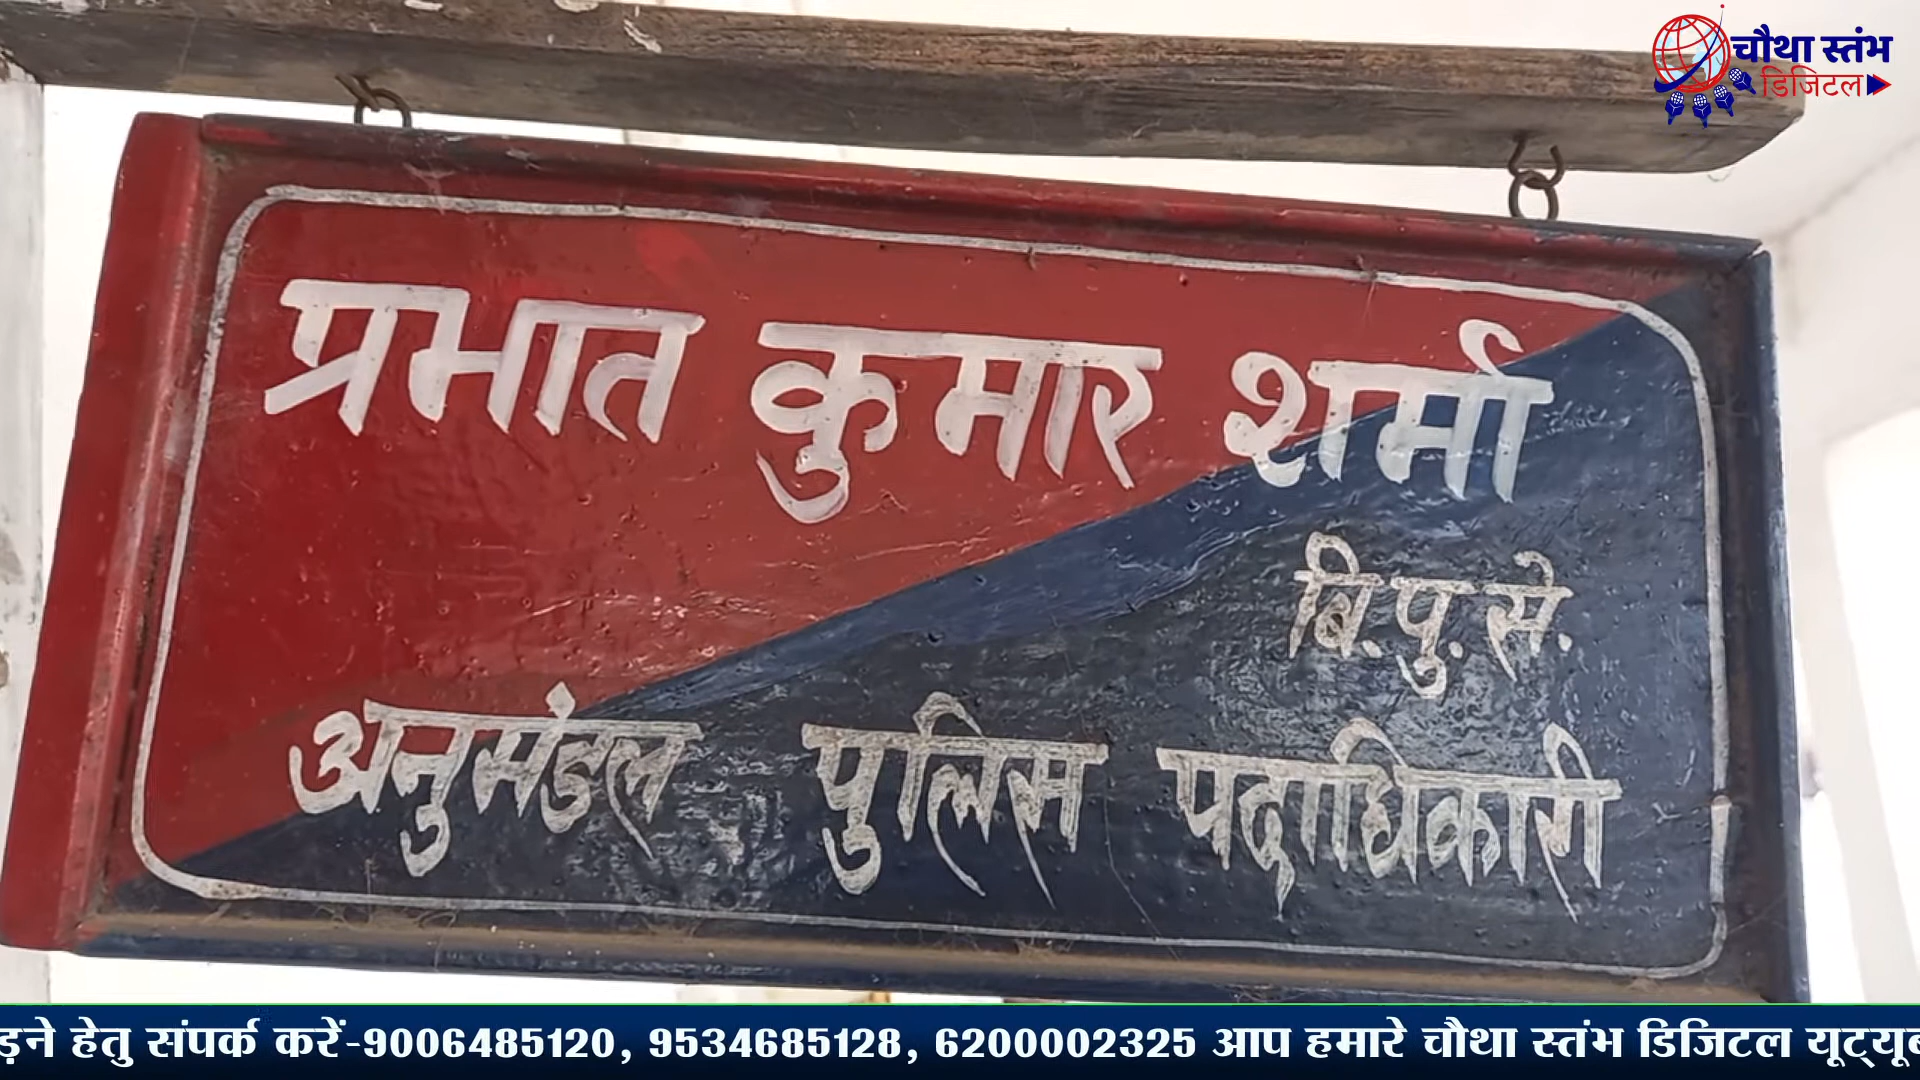 चौथा स्तंभ
डिजिटल
प्रभात कुमार शर्मा
बि.पु.से.
अनुमंडल पुलिस पदाधिकारी
हेतु संपर्क करें-9006485120, 9534685128, 6200002325 आप हमारे चौथा स्तंभ डिजिटल